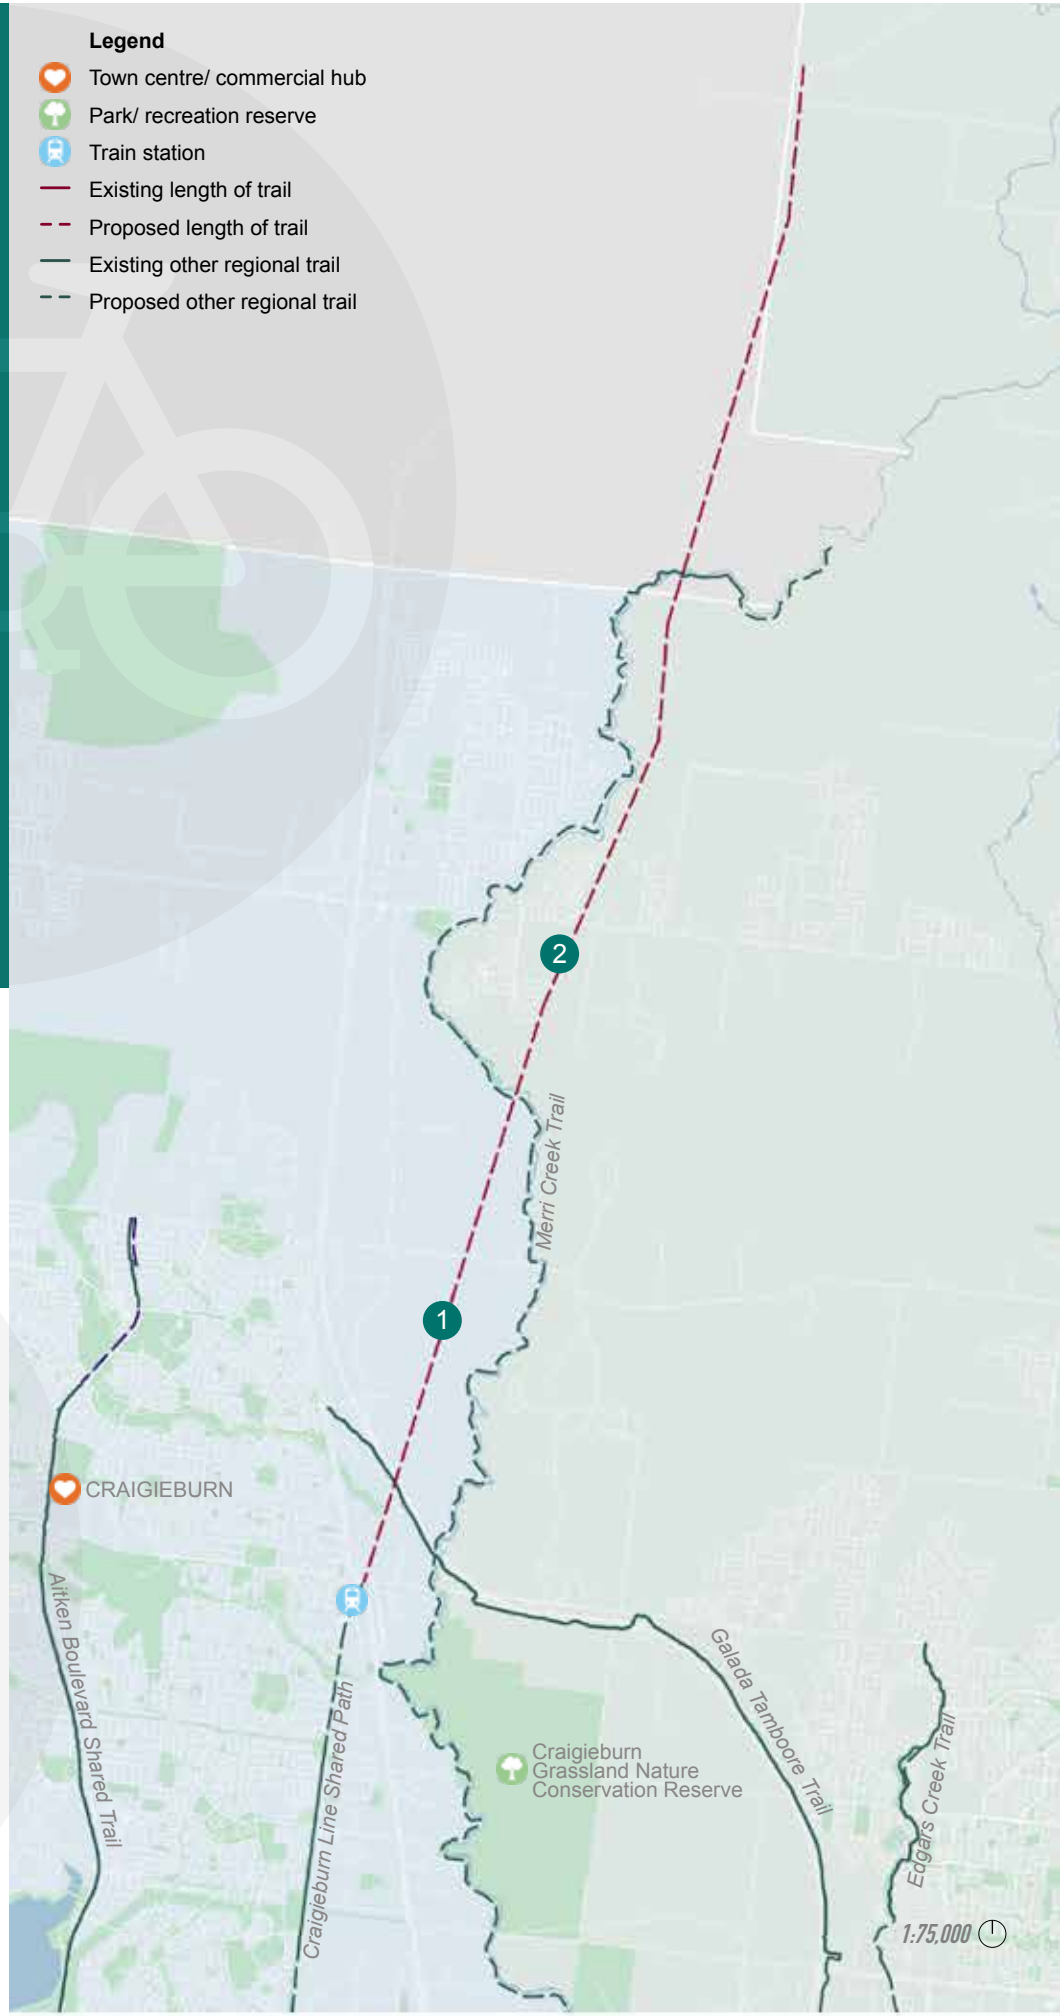 Legend
Town centre/ commercial hub
Park/ recreation reserve
Train station
Existing length of trail
Proposed length of trail
Existing other regional trail
Proposed other regional trail
2
Merri Creek Trail
1
CRAIGIEBURN
Aitken Boulevard Shared Trail
Craigieburn Line Shared Path
Galada Tamboore Trail
Craigieburn
Grassland Nature
Conservation Reserve
Edgars Creek Trail
1:75,000